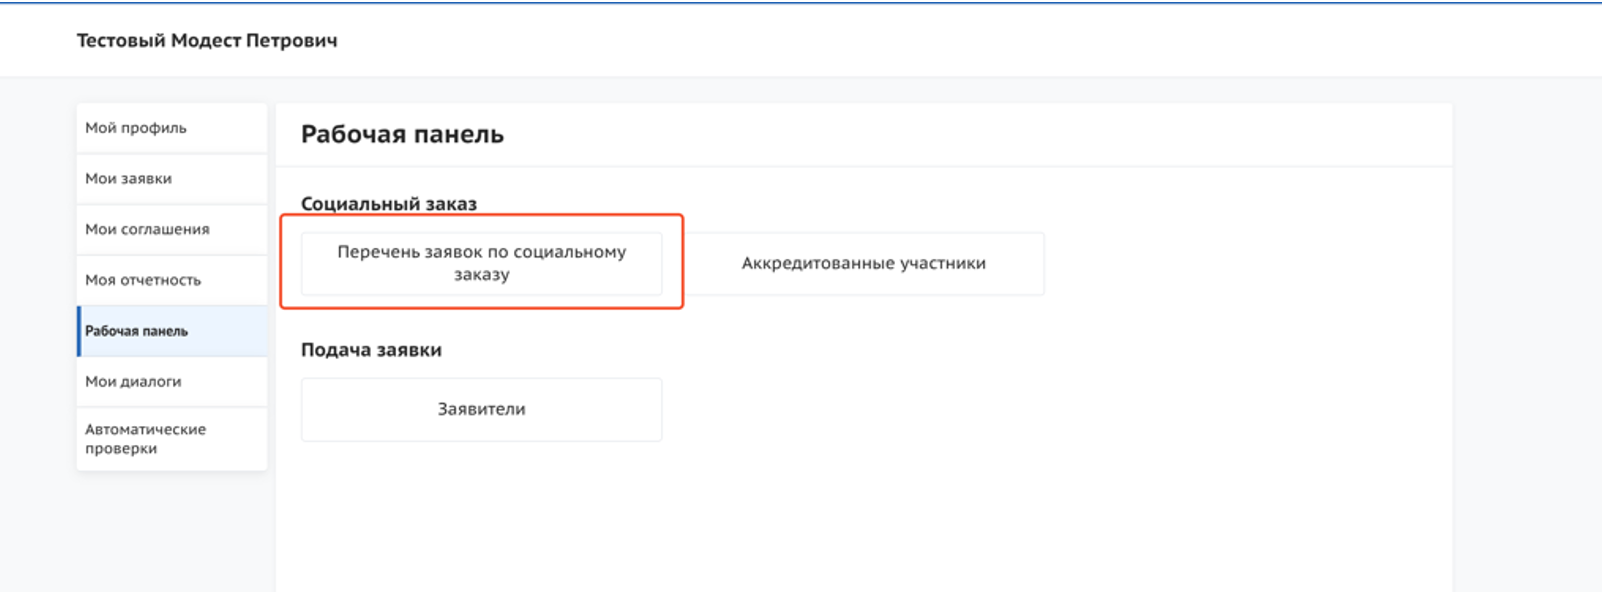 Тестовый Модест Петрович
Мой профиль
Мои заявки
Мои соглашения
Моя отчетность
Рабочая панель
Мои диалоги
Автоматические
проверки
Рабочая панель
Социальный заказ
Перечень заявок по социальному
заказу
Аккредитованные участники
Подача заявки
Заявители